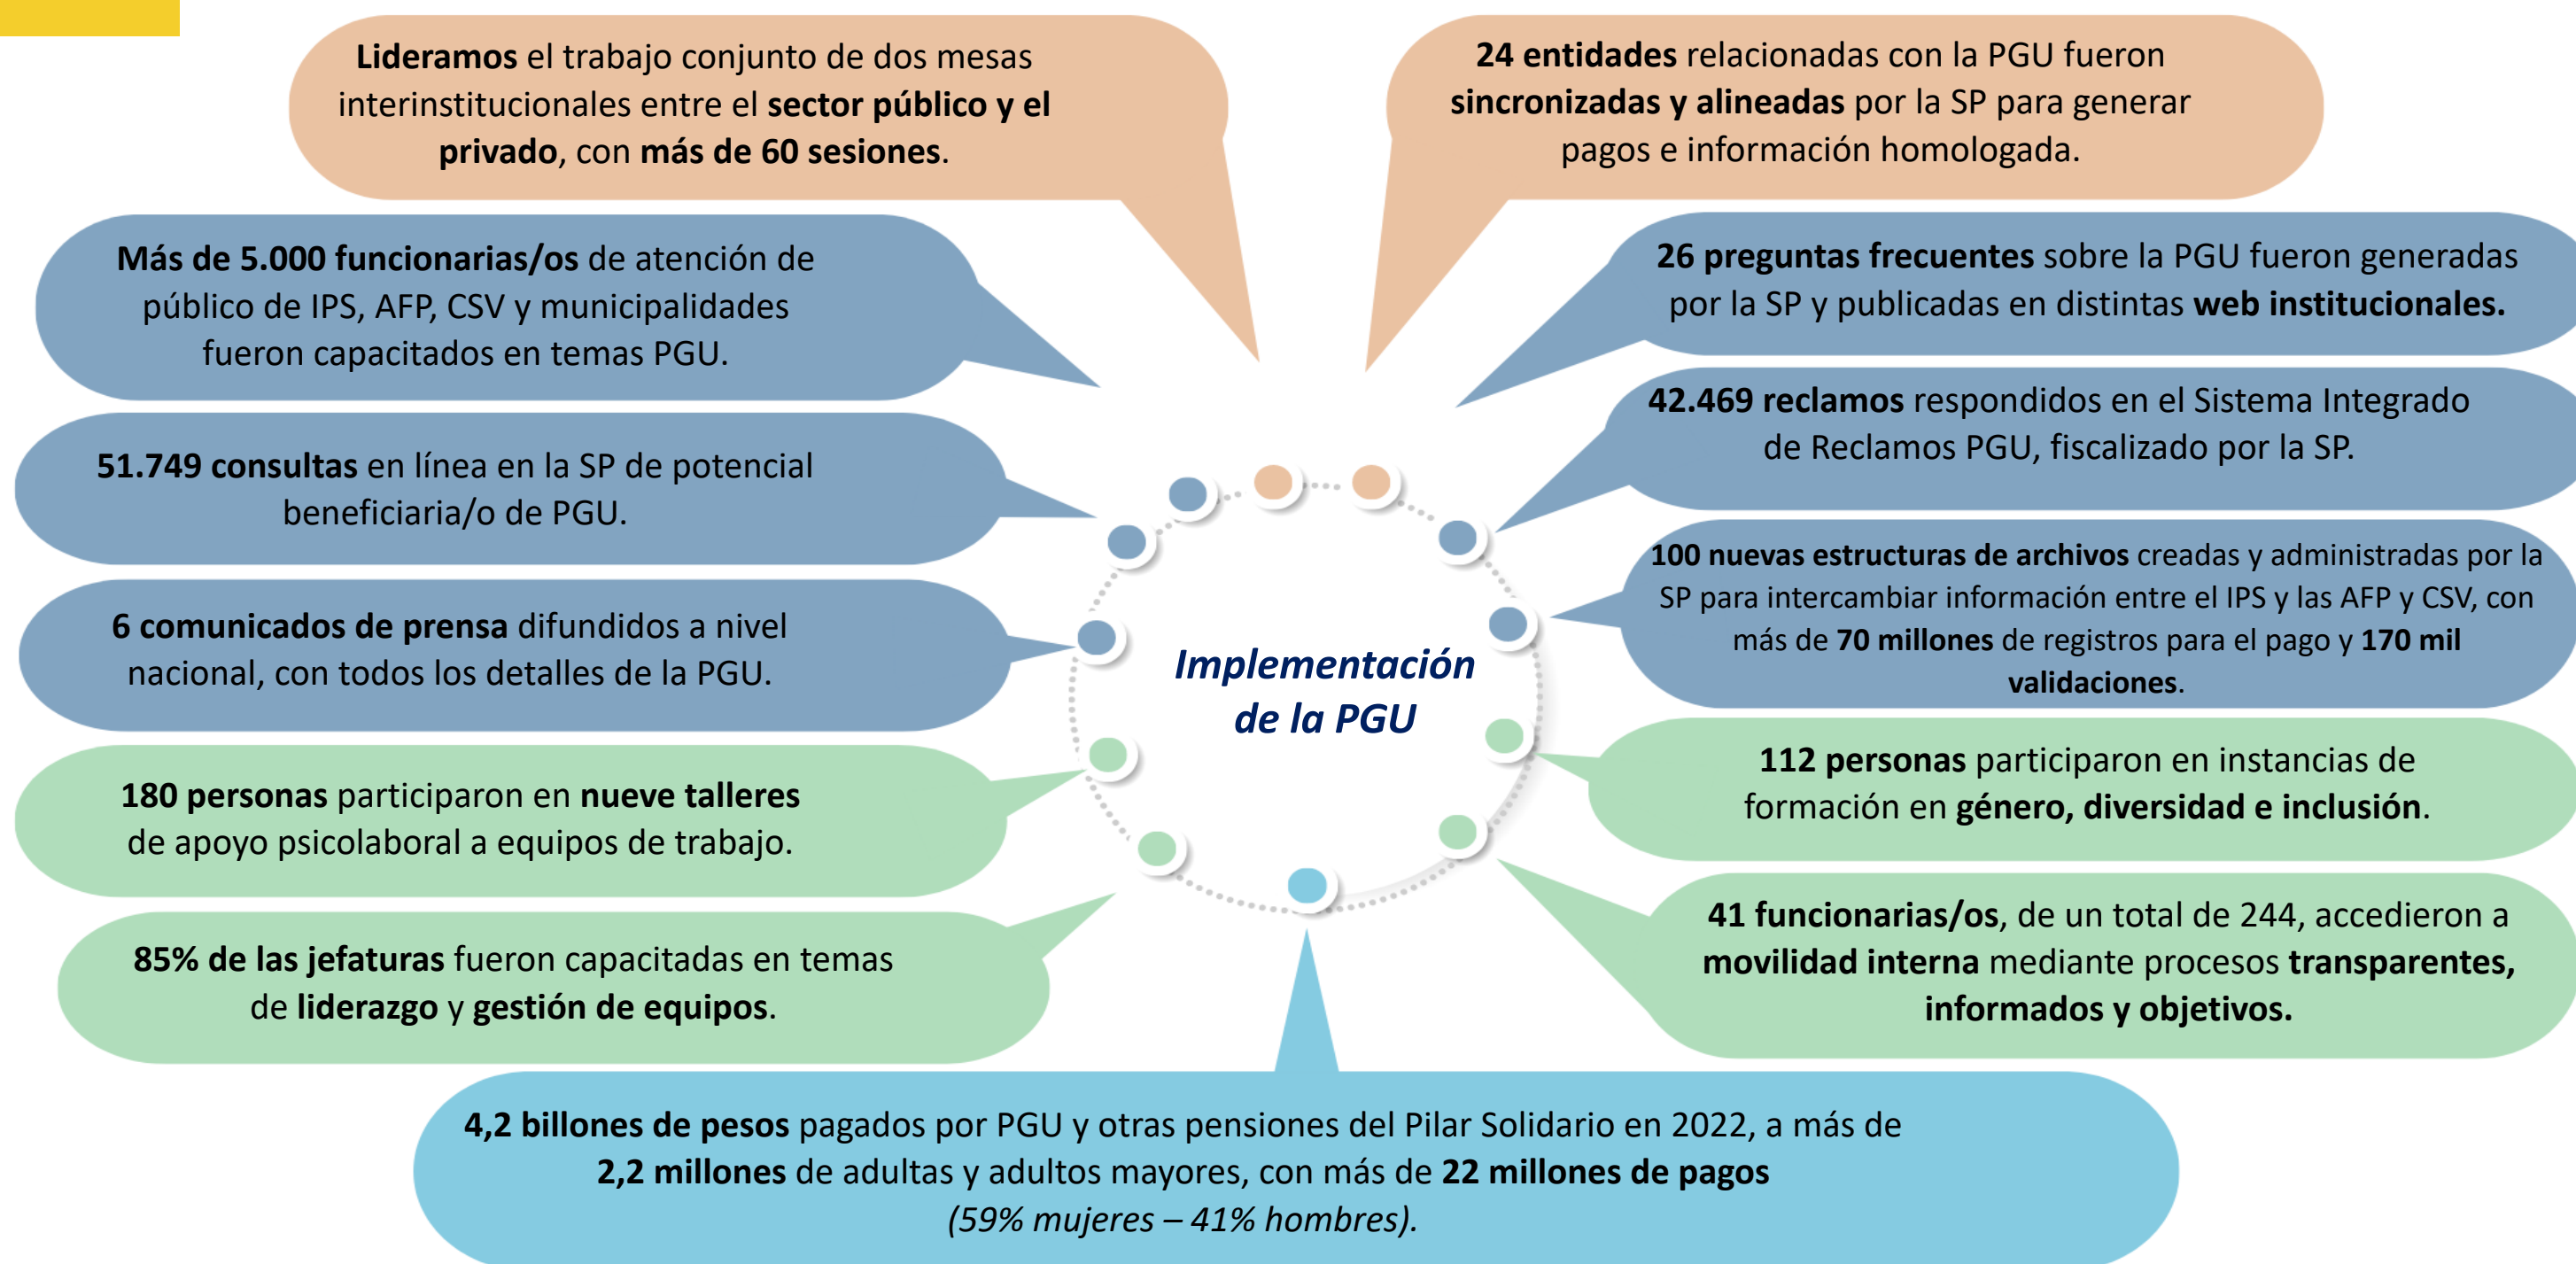 Lideramos el trabajo conjunto de dos mesas
interinstitucionales entre el sector público y el
privado, con más de 60 sesiones.
24 entidades relacionadas con la PGU fueron
sincronizadas y alineadas por la SP para generar
pagos e información homologada.
Más de 5.000 funcionarias/os de atención de
público de IPS, AFP, CSV y municipalidades
fueron capacitados en temas PGU.
26 preguntas frecuentes sobre la PGU fueron generadas
por la SP y publicadas en distintas web institucionales.
51.749 consultas en línea en la SP de potencial
beneficiaria/o de PGU.
42.469 reclamos respondidos en el Sistema Integrado
de Reclamos PGU, fiscalizado por la SP.
6 comunicados de prensa difundidos a nivel
nacional, con todos los detalles de la PGU.
100 nuevas estructuras de archivos creadas y administradas por la
SP para intercambiar información entre el IPS y las AFP y CSV, con
más de 70 millones de registros para el pago y 170 mil
validaciones.
Implementación
de la PGU
180 personas participaron en nueve talleres
de apoyo psicolaboral a equipos de trabajo.
112 personas participaron en instancias de
formación en género, diversidad e inclusión.
85% de las jefaturas fueron capacitadas en temas
de liderazgo y gestión de equipos.
41 funcionarias/os, de un total de 244, accedieron a
movilidad interna mediante procesos transparentes,
informados y objetivos.
4,2 billones de pesos pagados por PGU y otras pensiones del Pilar Solidario en 2022, a más de
2,2 millones de adultas y adultos mayores, con más de 22 millones de pagos
(59% mujeres – 41% hombres).